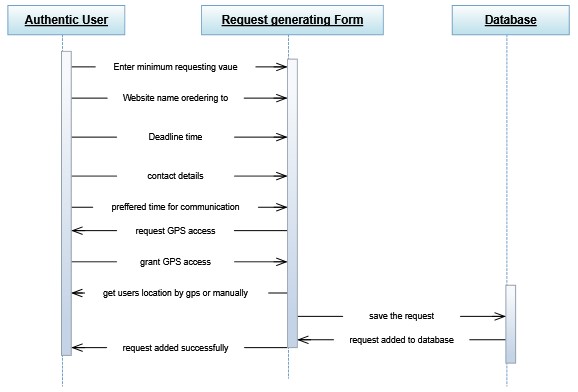 Authentic User
Request generating Form
Database
Enter minimum requesting vaue
Website name oredering to
Deadline time
contact details
preffered time for communication
request GPS access
grant GPS access
get users location by gps or manually
save the request
request added to database
request added successfully